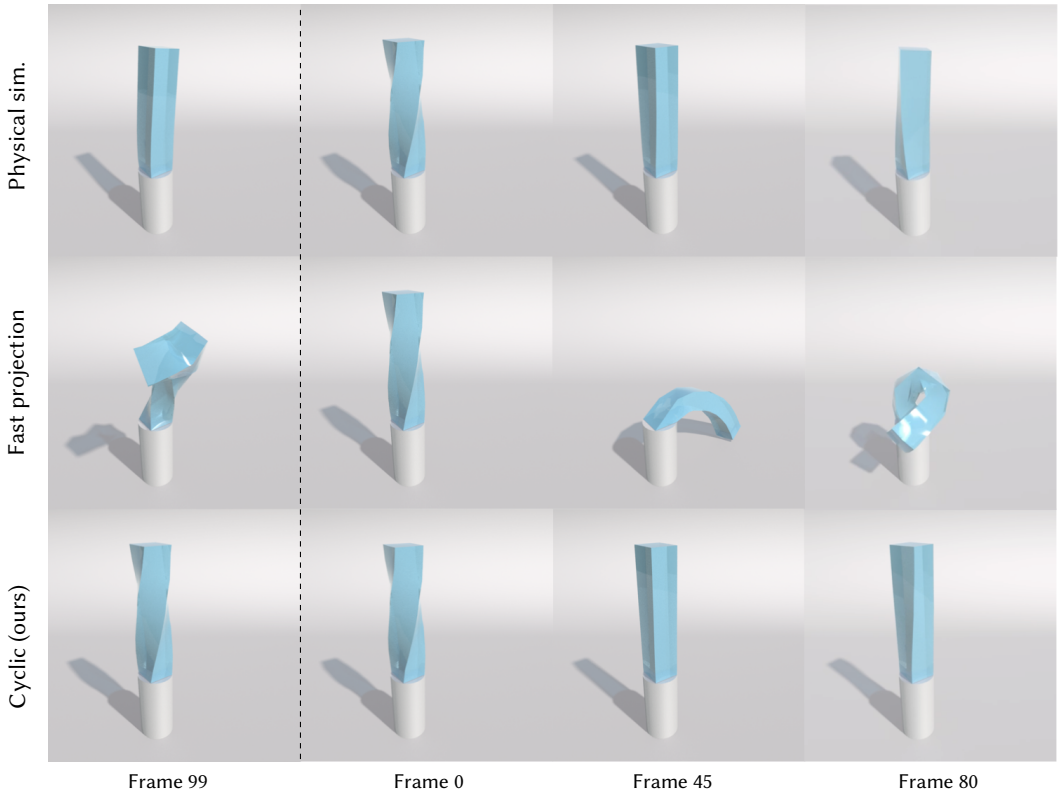 Physical sim.
Fast projection
Cyclic (ours)
Frame 99
Frame 0
Frame 45
Frame 80